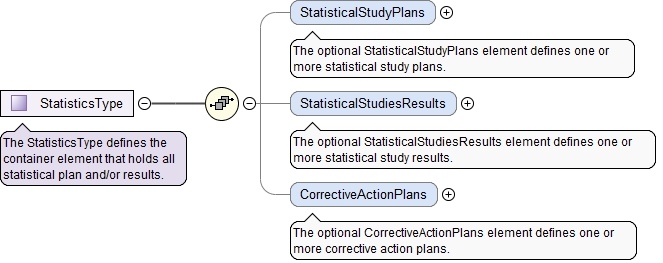 StatisticalStudyPlans
The optional StatisticalStudyPlans element defines one or
more statistical study plans.
StatisticsType
The StatisticsType defines the
container element that holds all
statistical plan and/or results.
StatisticalStudiesResults
The optional StatisticalStudiesResults element defines one or
more statistical study results.
CorrectiveActionPlans
The optional CorrectiveActionPlans element defines one or
more corrective action plans.